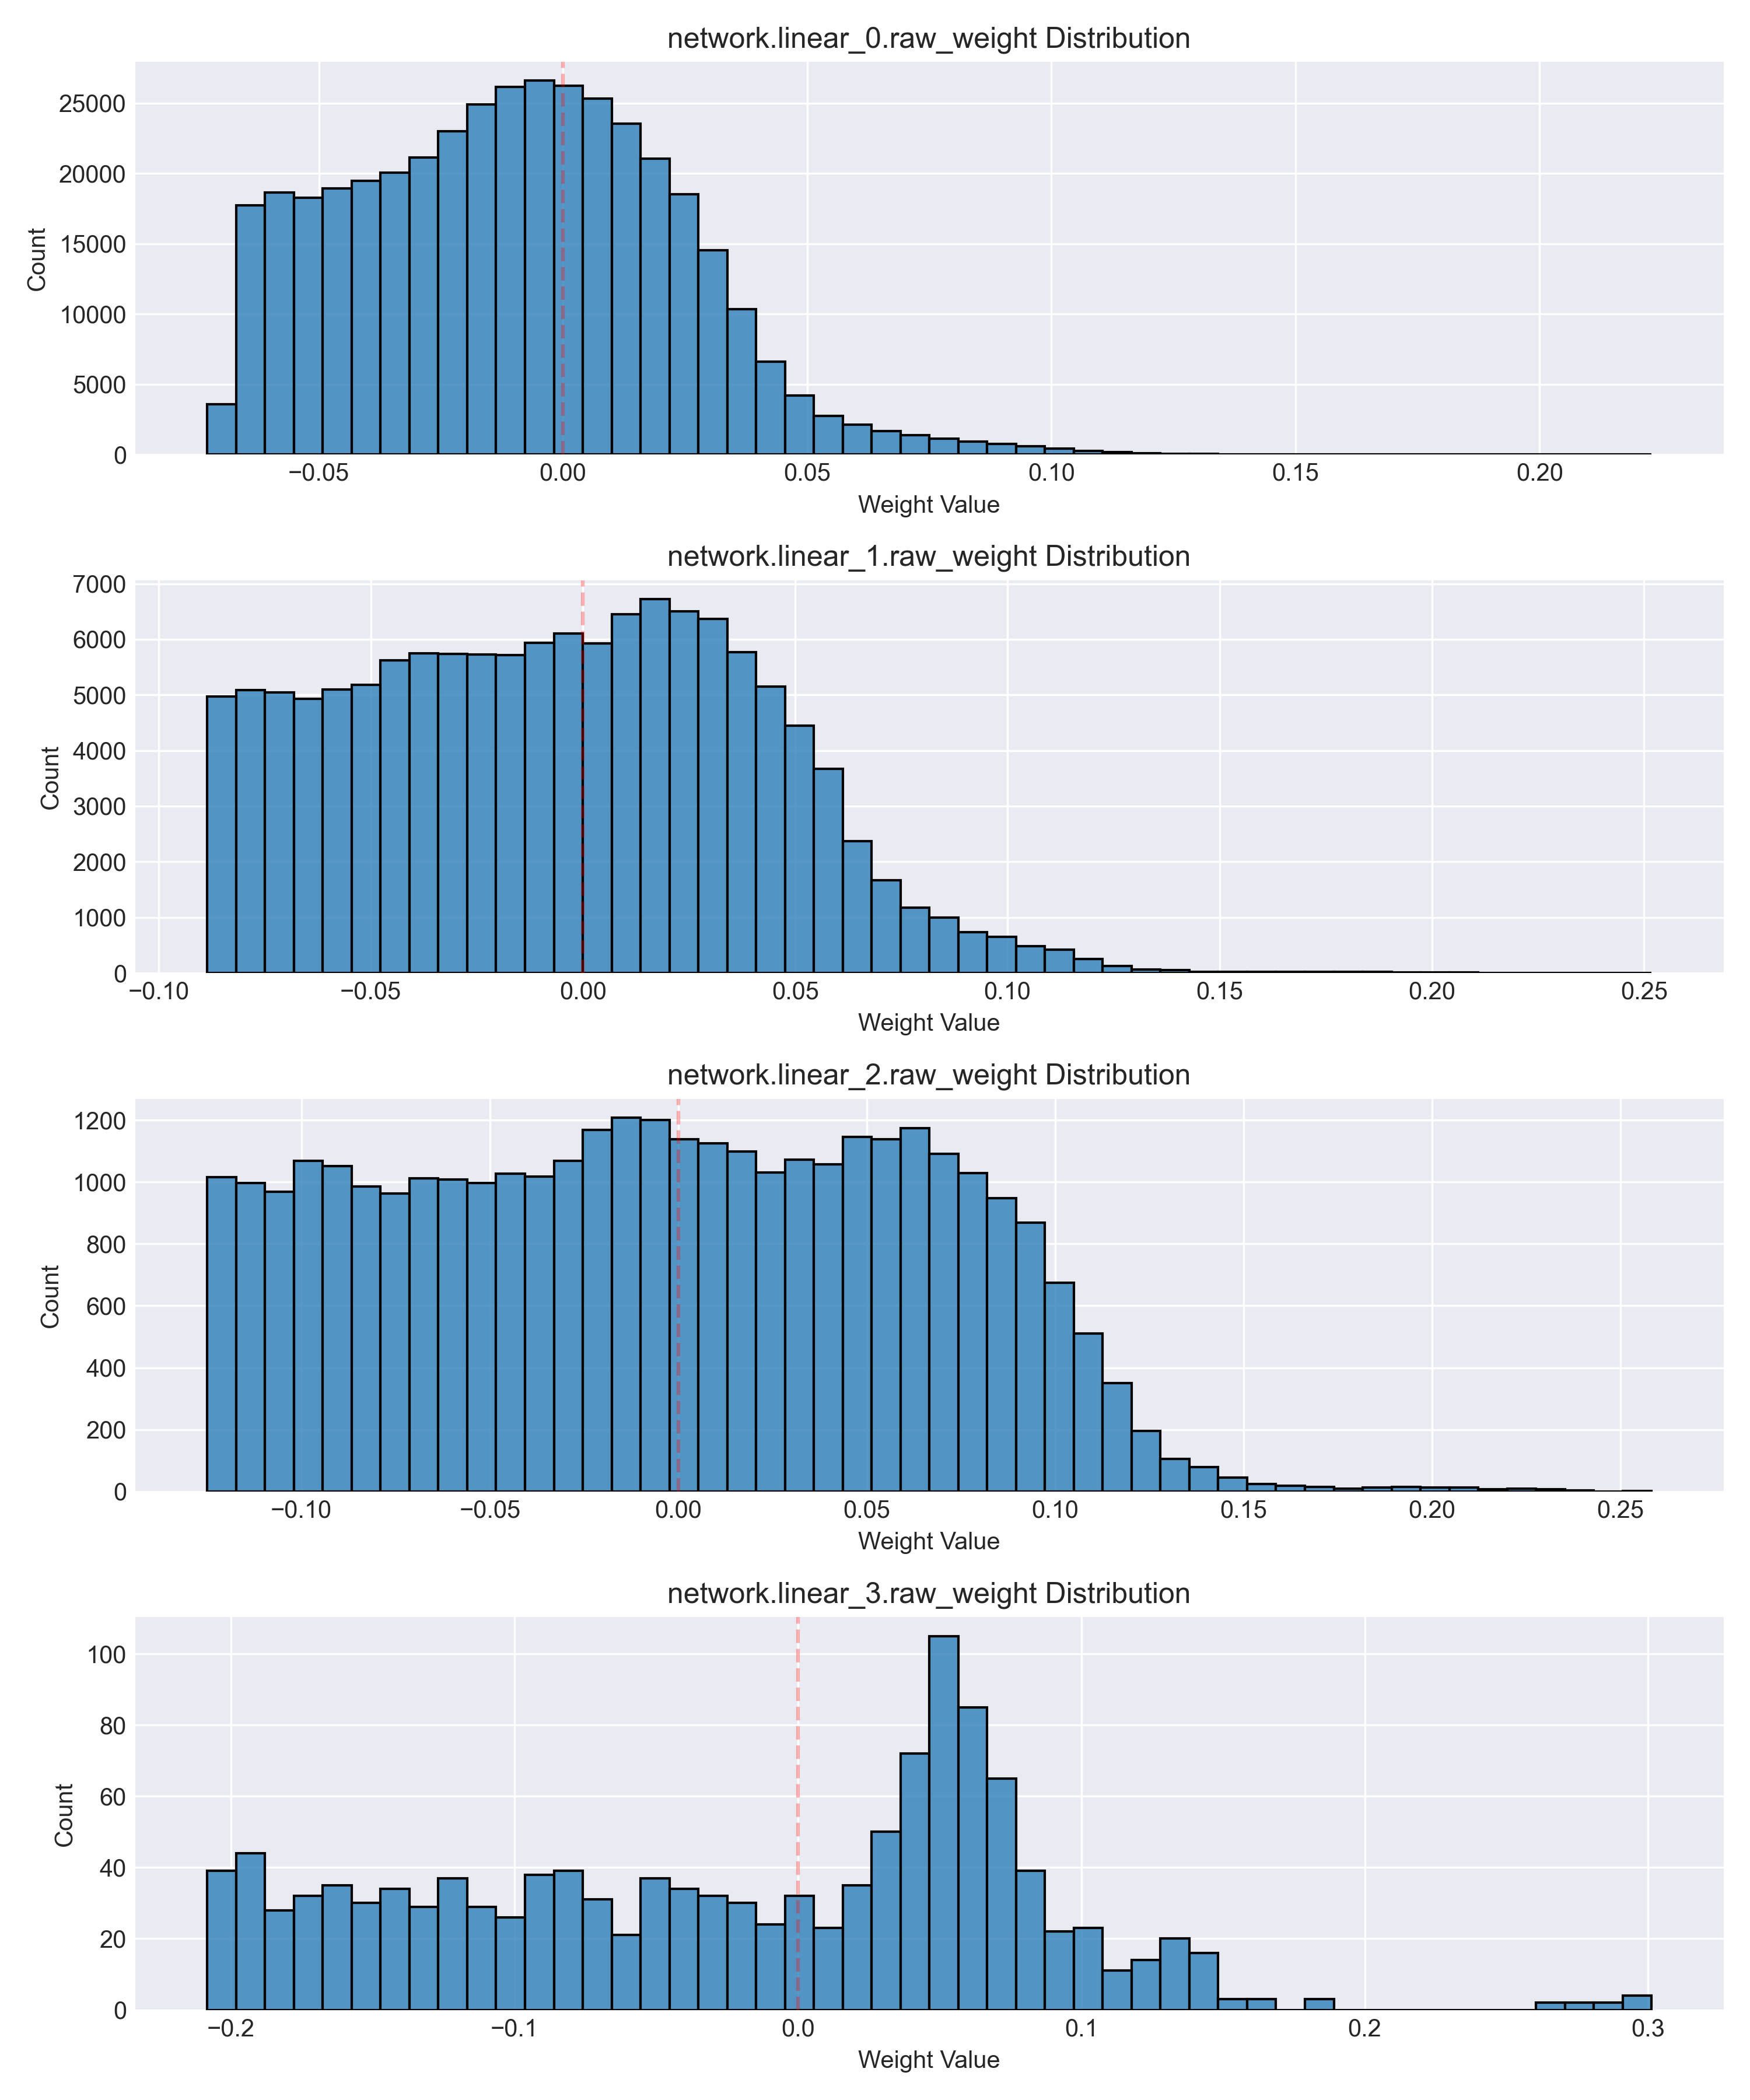 network.linear_0.raw_weight Distribution
25000
20000
15000
10000
5000
0
Count
−0.05 0.00 0.05 0.10 0.15 0.20
Weight Value
network.linear_1.raw_weight Distribution
7000
6000
5000
4000
3000
2000
1000
0
Count
−0.10 −0.05 0.00 0.05 0.10 0.15 0.20 0.25
Weight Value
network.linear_2.raw_weight Distribution
1200
1000
800
600
400
200
0
Count
−0.10 −0.05 0.00 0.05 0.10 0.15 0.20 0.25
Weight Value
network.linear_3.raw_weight Distribution
100
80
60
40
20
0
Count
−0.2 −0.1 0.0 0.1 0.2 0.3
Weight Value